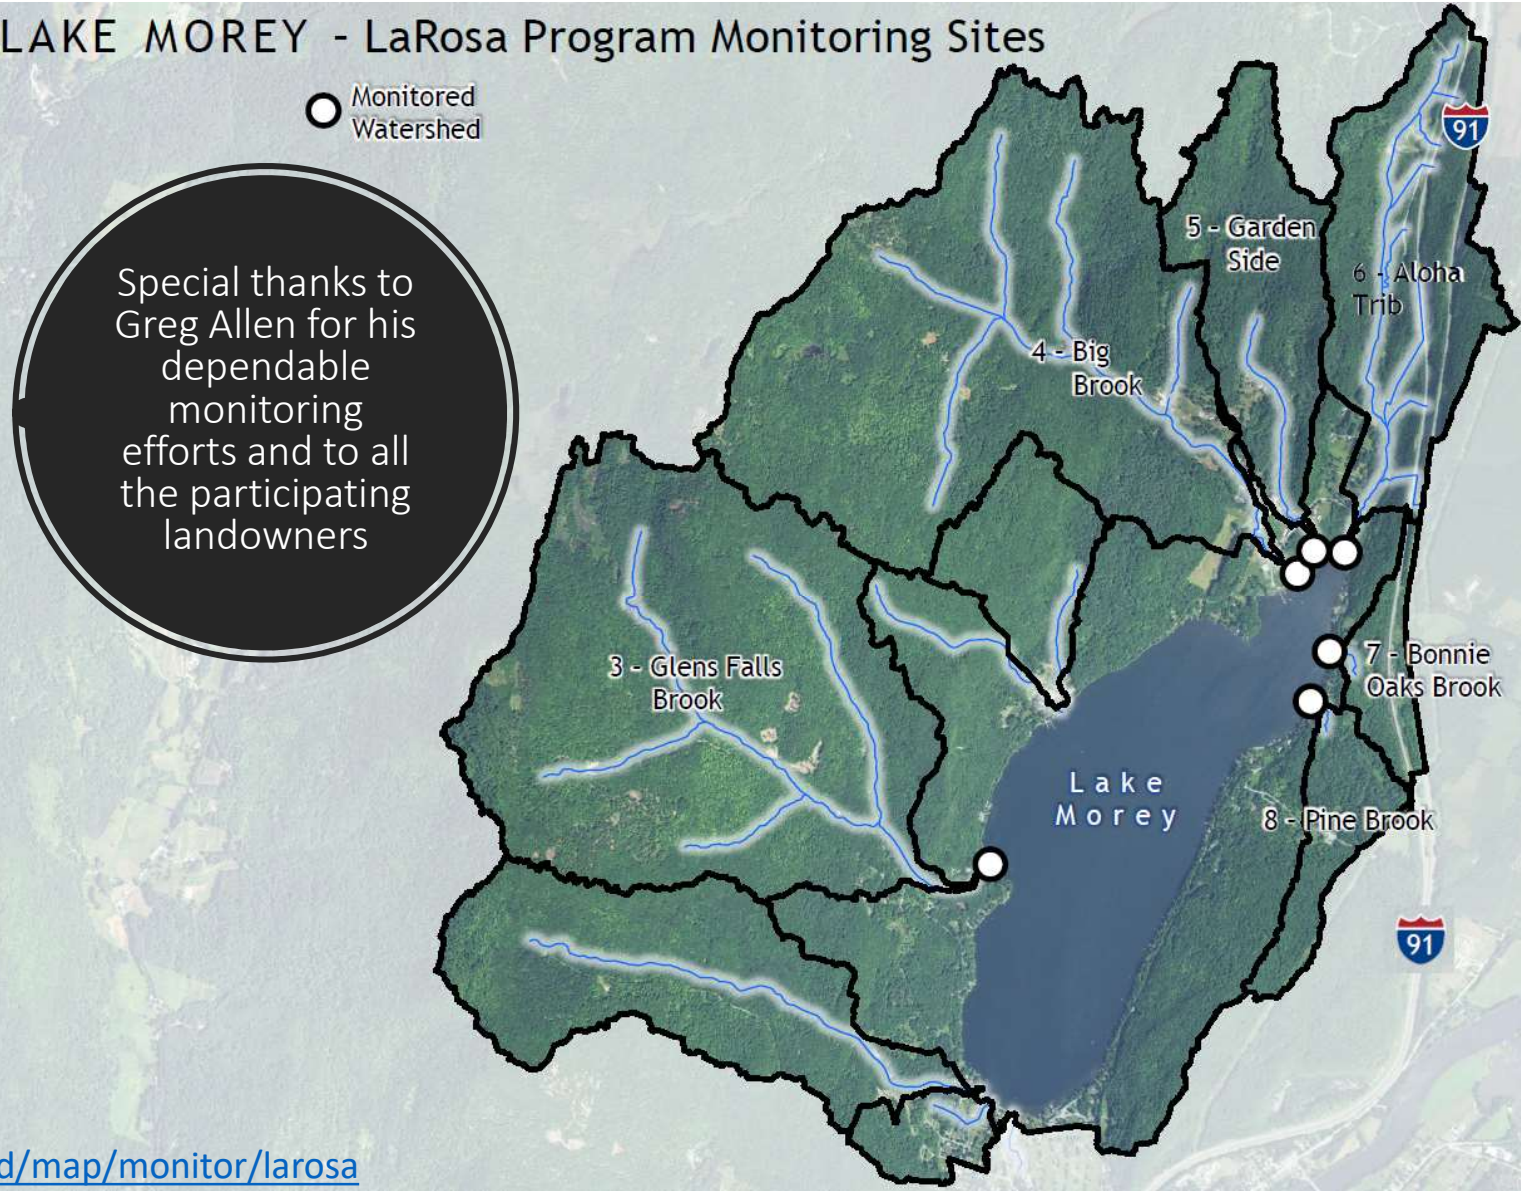 LAKE MOREY - LaRosa Program Monitoring Sites
Monitored
Watershed
91
Special thanks to
Greg Allen for his
dependable
monitoring
efforts and to all
the participating
landowners
5 - Garden
Side
6 - Aloha
Trib
4 - Big
Brook
3 - Glens Falls
Brook
7 - Bonnie
Oaks Brook
Lake
Morey
8 - Pine Brook
91
d/map/monitor/larosa